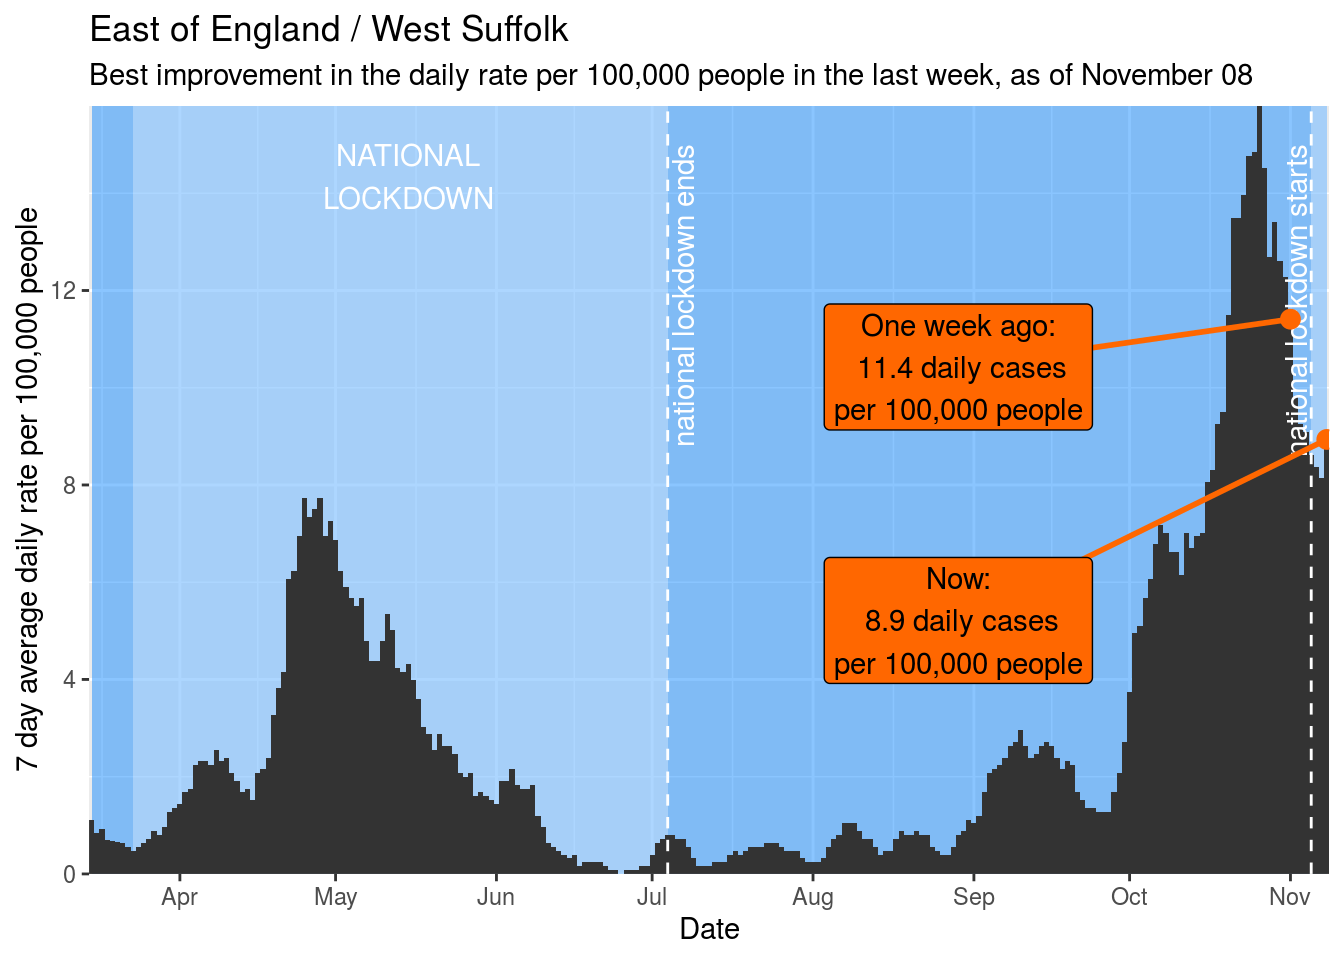 East of England / West Suffolk
Best improvement in the daily rate per 100,000 people in the last week, as of November 08
7 day average daily rate per 100,000 people
12
8
4
0
NATIONAL
LOCKDOWN
national lockdown ends
national lockdown starts
One week ago:
11.4 daily cases
per 100,000 people
Now:
8.9 daily cases
per 100,000 people
Apr
May
Jun
Jul
Aug
Sep
Oct
Nov
Date